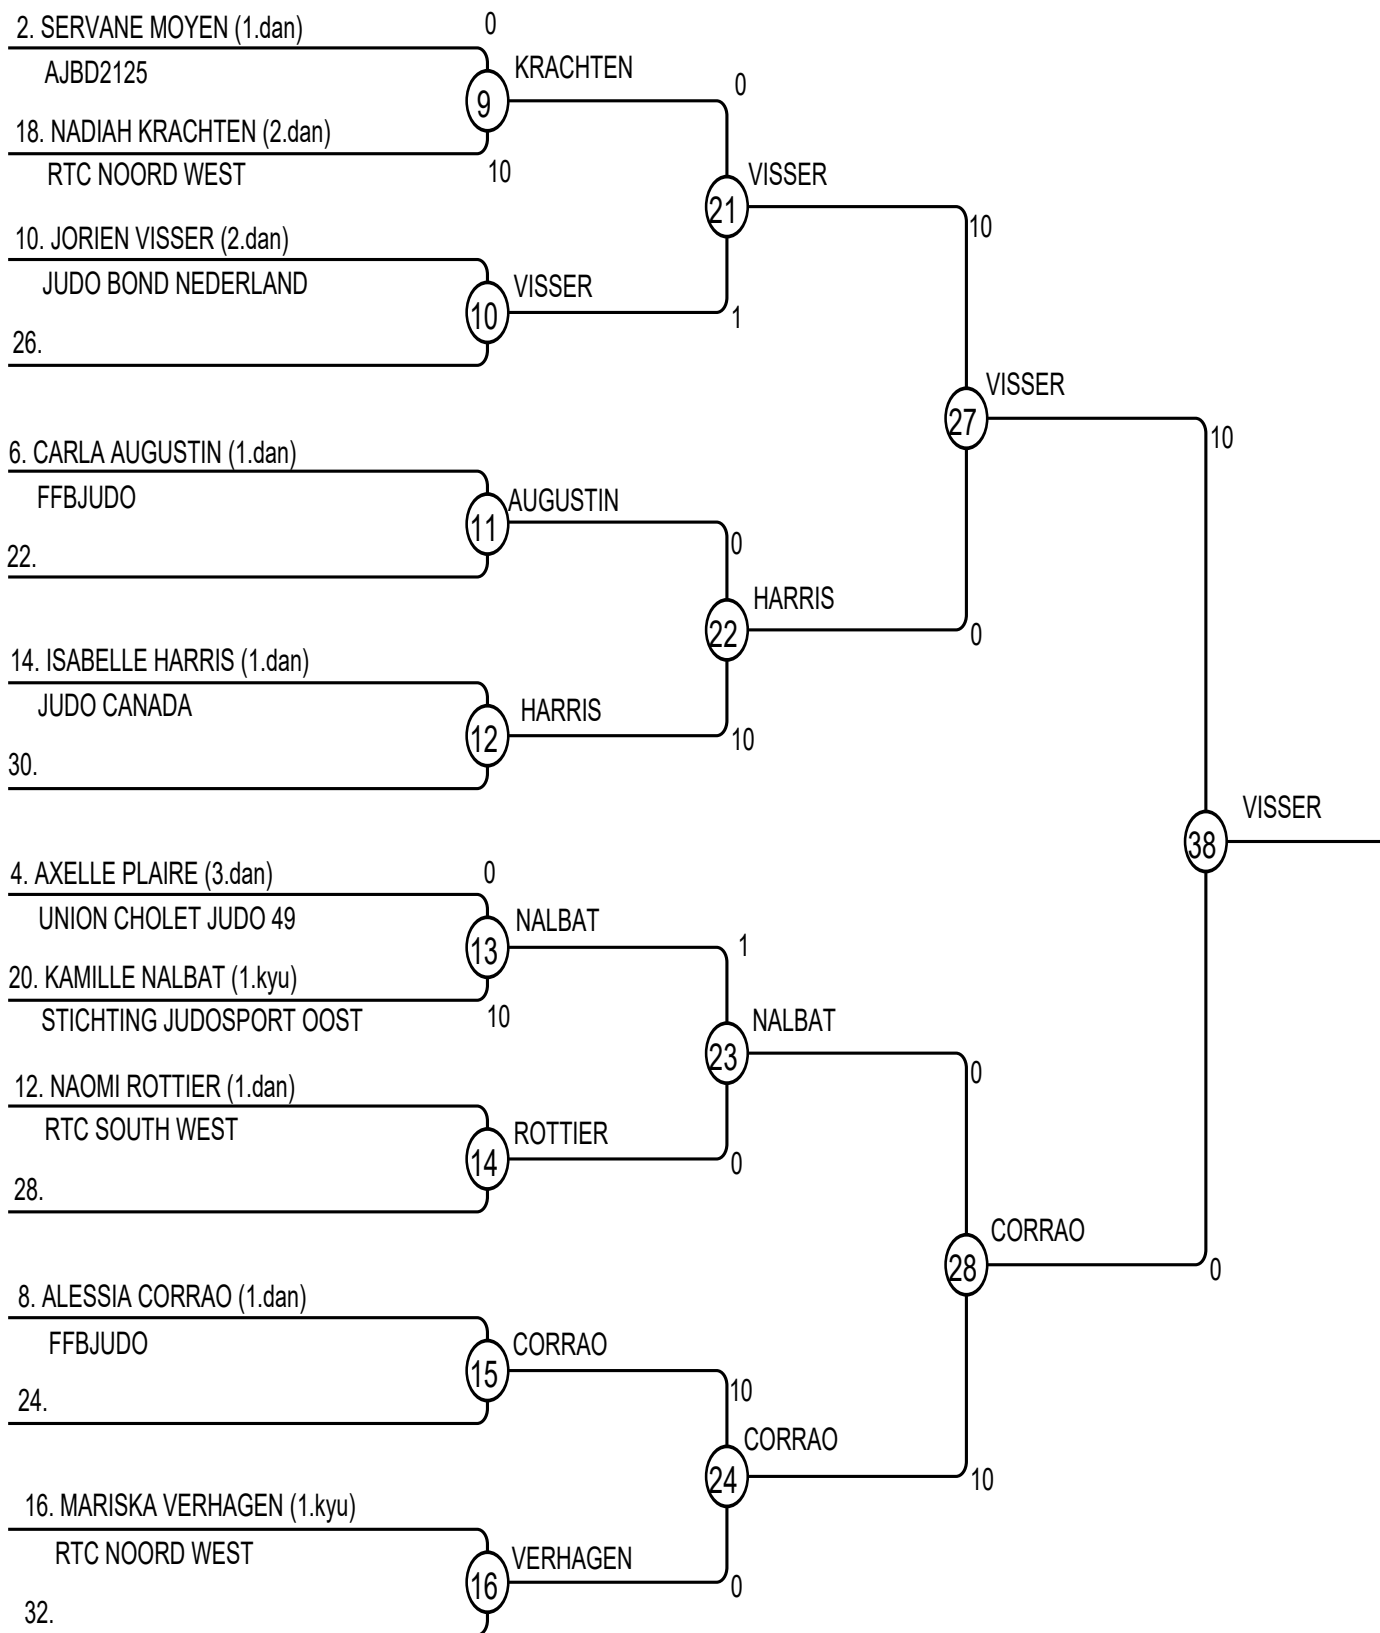 2. SERVANE MOYEN (1.dan)
0
AJBD2125
9
KRACHTEN
0
18. NADIAH KRACHTEN (2.dan)
10
RTC NOORD WEST
21
VISSER
10
10. JORIEN VISSER (2.dan)
JUDO BOND NEDERLAND
10
VISSER
1
26.
27
VISSER
10
6. CARLA AUGUSTIN (1.dan)
FFBJUDO
11
AUGUSTIN
0
22.
22
HARRIS
0
14. ISABELLE HARRIS (1.dan)
JUDO CANADA
12
HARRIS
10
30.
38
VISSER
4. AXELLE PLAIRE (3.dan)
0
UNION CHOLET JUDO 49
13
NALBAT
1
20. KAMILLE NALBAT (1.kyu)
10
STICHTING JUDOSPORT OOST
23
NALBAT
0
12. NAOMI ROTTIER (1.dan)
RTC SOUTH WEST
14
ROTTIER
0
28.
28
CORRAO
0
8. ALESSIA CORRAO (1.dan)
FFBJUDO
15
CORRAO
10
24.
24
CORRAO
10
16. MARISKA VERHAGEN (1.kyu)
RTC NOORD WEST
16
VERHAGEN
0
32.